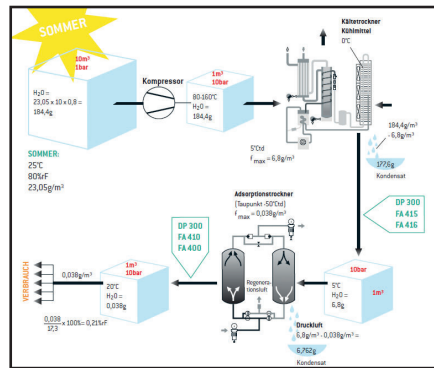 SOMMER
10m³
1bar
H₂O =
23,05 x 10 x 0,8 =
184,4g
SOMMER:
25°C
80%rF
23,05g/m³
Kompressor
1m³
10bar
80-160°C
H₂O =
184,4g
Kältetrockner
Kühlmittel
0°C
5°Ctd
f max = 6,8g/m³
184,4g/m³
- 6,8g/m³
177,6g
Kondensat
DP 300
FA 415
FA 416
10bar
5°C
H₂O =
6,8g
1m³
Adsorptionstrockner
(Taupunkt -50°Ctd)
f max = 0,038g/m³
Regene-
rationsluft
Druckluft
6,8g/m³ - 0,038g/m³ =
6,762g
Kondensat
DP 300
FA 410
FA 400
1m³
10bar
20°C
H₂O =
0,038g
0,038g/m³
VERBRAUCH
0,038
17,3
x 100%= 0,21%rF